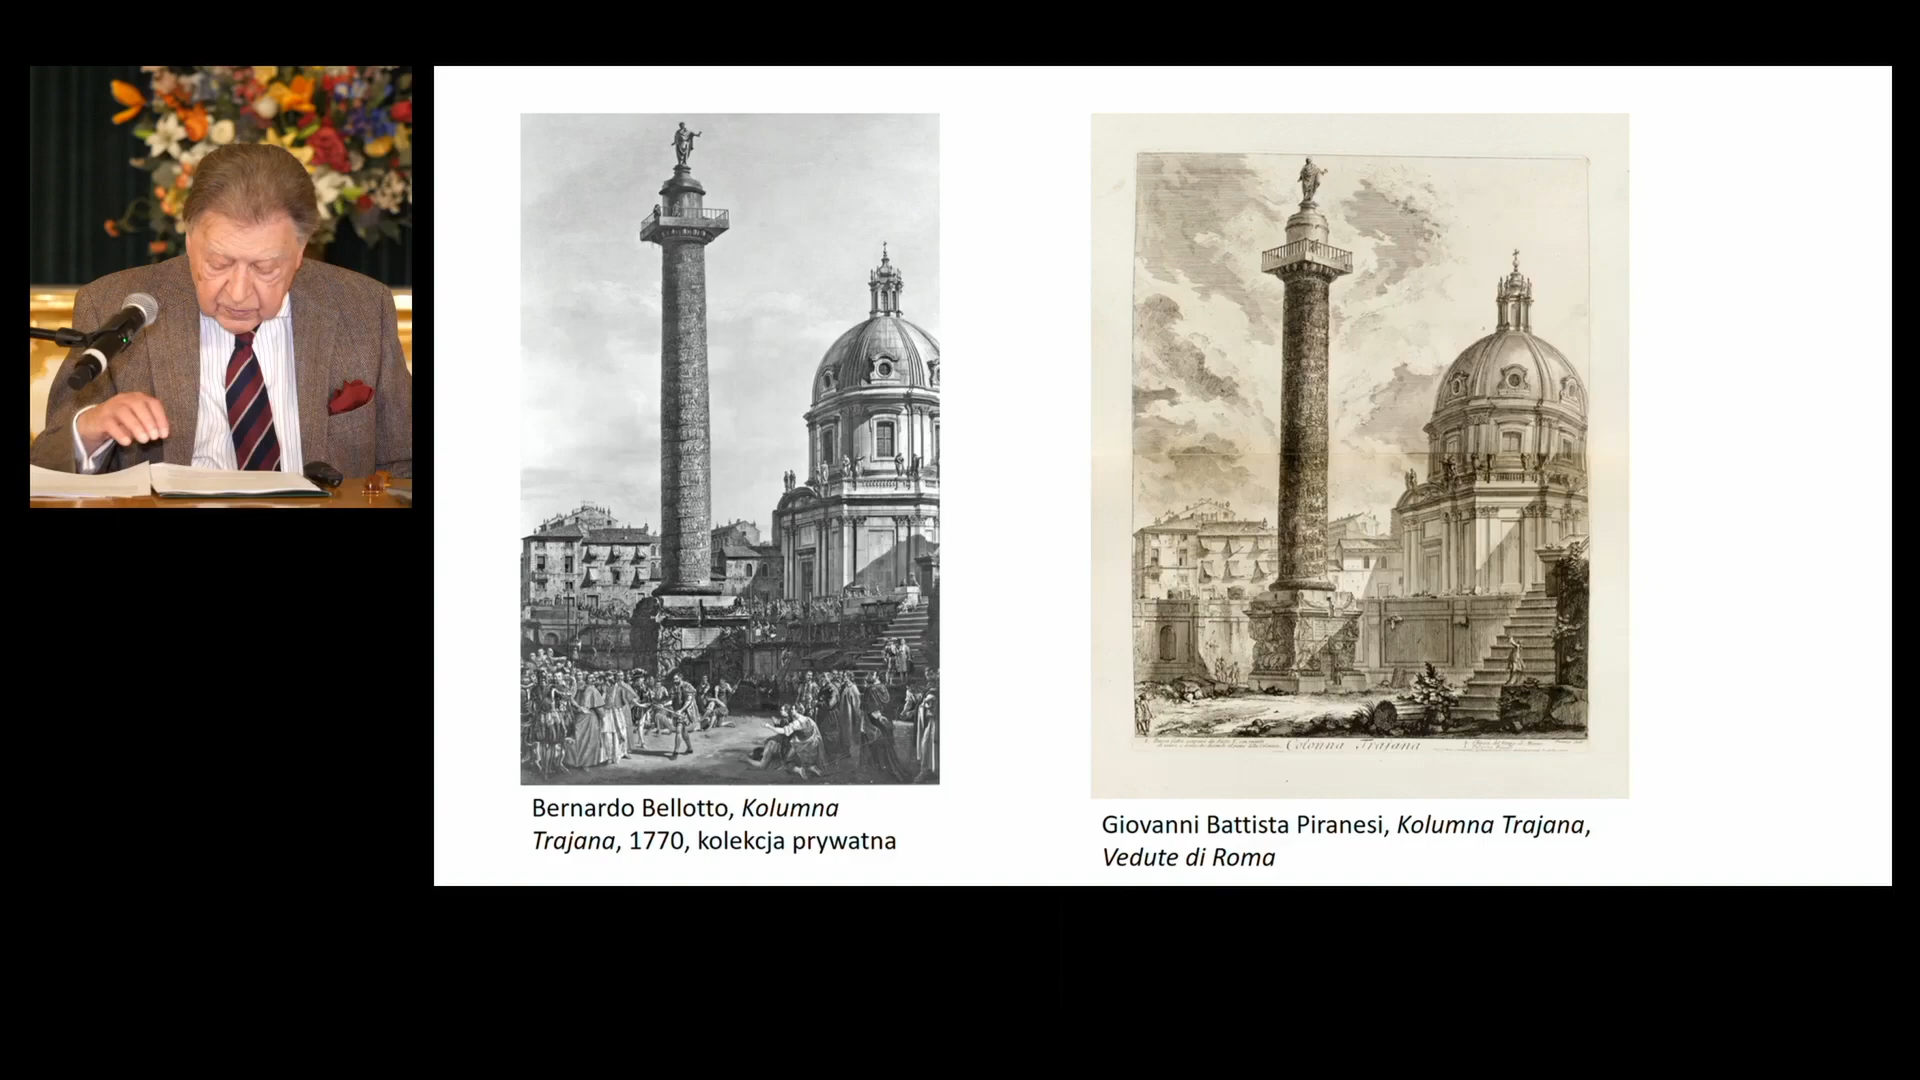 Bernardo Bellotto, Kolumna
Trajana, 1770, kolekcja prywatna
Colonna Trajana
Giovanni Battista Piranesi, Kolumna Trajana,
Vedute di Roma